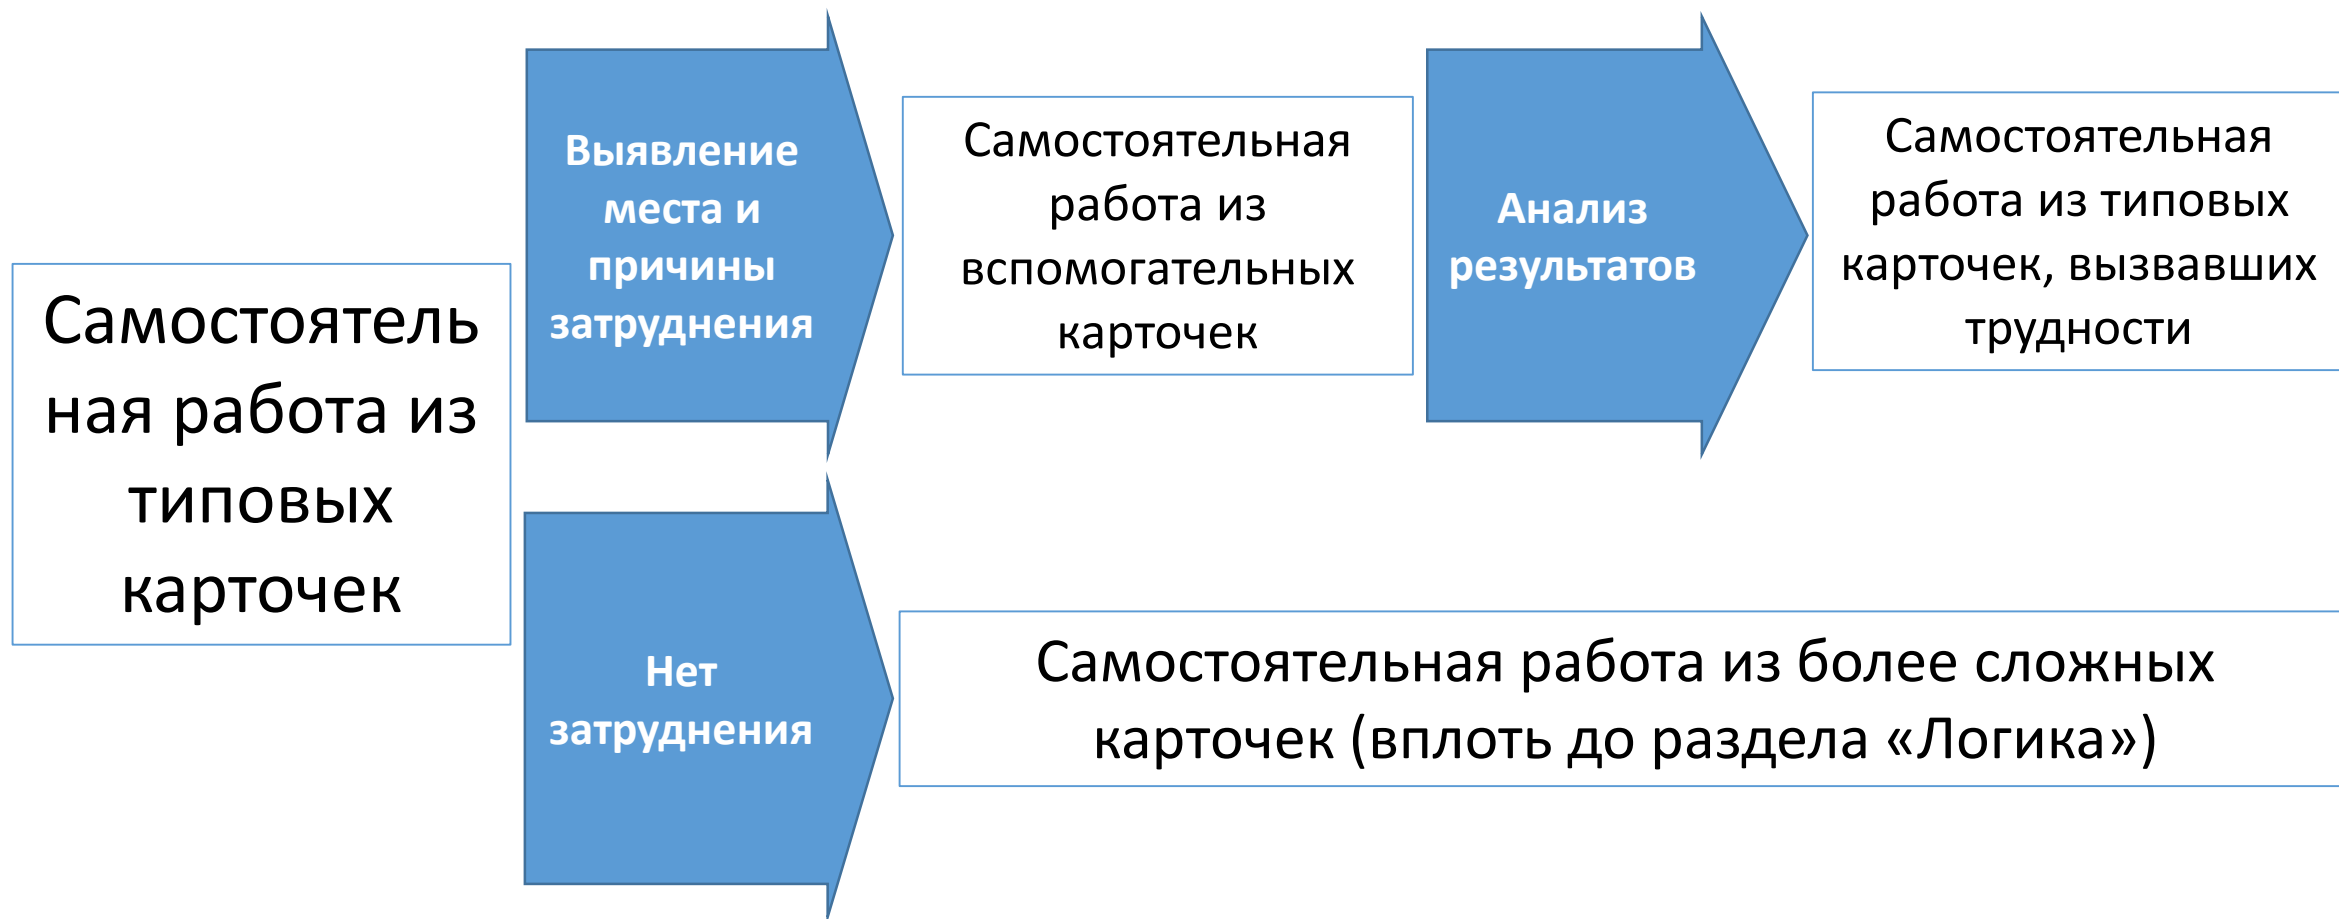 Самостоятель
ная работа из
типовых
карточек
Выявление
места и
причины
затруднения
Самостоятельная
работа из
вспомогательных
карточек
Анализ
результатов
Самостоятельная
работа из типовых
карточек, вызвавших
трудности
Нет
затруднения
Самостоятельная работа из более сложных
карточек (вплоть до раздела «Логика»)